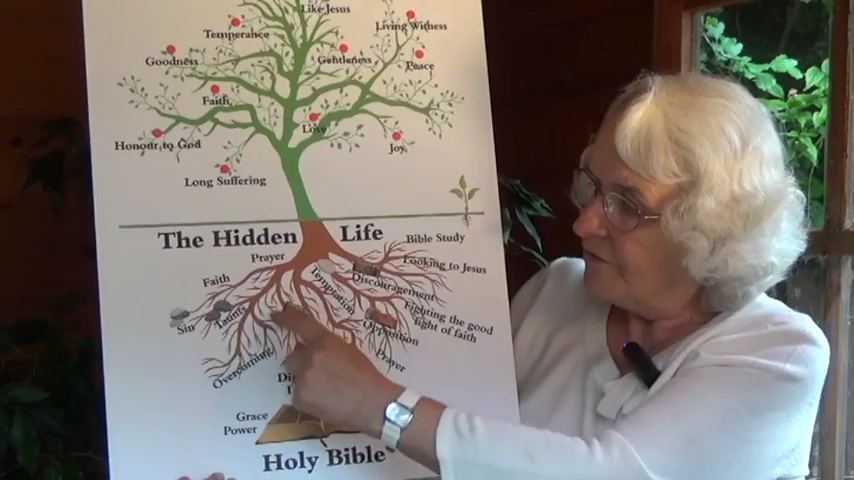 Like Jesus
Temperance
Living Witness
Goodness
Gentleness
Peace
Faith
Love
Honour to God
Joy
Long Suffering
The Hidden Life
Bible Study
Prayer
Looking to Jesus
Faith
Temptation
Discouragement
Sin
Taunts
Opposition
Fighting the good
fight of faith
Overcoming
Prayer
Grace
Power
Holy Bible